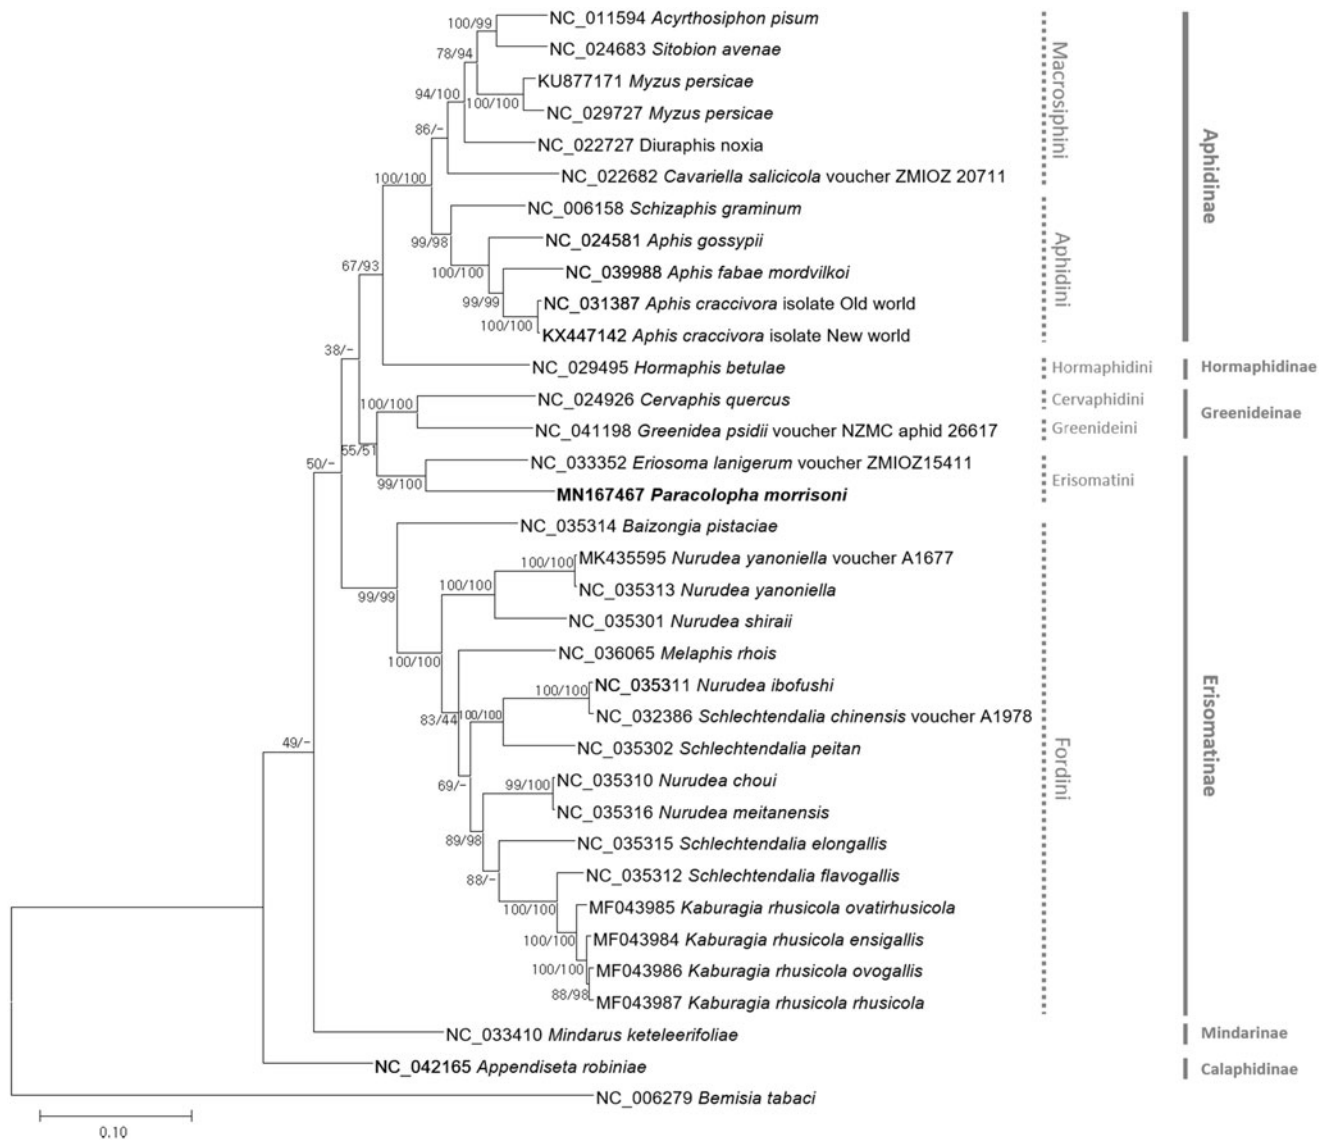 100/99
NC_011594 Acyrthosiphon pisum
78/94
NC_024683 Sitobion avenae
94/100
KU877171 Myzus persicae
100/100
NC_029727 Myzus persicae
86/-
NC_022727 Diuraphis noxia
100/100
NC_022682 Cavariella salicicola voucher ZMIOZ 20711
NC_006158 Schizaphis graminum
99/98
NC_024581 Aphis gossypii
67/93
100/100
NC_039988 Aphis fabae mordvilkoi
99/99
NC_031387 Aphis craccivora isolate Old world
100/100
KX447142 Aphis craccivora isolate New world
38/-
NC_029495 Hormaphis betulae
100/100
NC_024926 Cervaphis quercus
NC_041198 Greenidea psidii voucher NZMC aphid 26617
55/51
50/-
NC_033352 Eriosoma lanigerum voucher ZMIOZ15411
99/100
MN167467 Paracolopha morrisoni
NC_035314 Baizongia pistaciae
100/100
MK435595 Nurudea yanoniella voucher A1677
100/100
NC_035313 Nurudea yanoniella
99/99
NC_035301 Nurudea shiraii
100/100
NC_036065 Melaphis rhois
100/100
NC_035311 Nurudea ibofushi
83/44
100/100
NC_032386 Schlechtendalia chinensis voucher A1978
49/-
NC_035302 Schlechtendalia peitan
69/-
99/100
NC_035310 Nurudea choui
NC_035316 Nurudea meitanensis
89/98
NC_035315 Schlechtendalia elongallis
88/-
NC_035312 Schlechtendalia flavogallis
100/100
MF043985 Kaburagia rhusicola ovatirhusicola
100/100
MF043984 Kaburagia rhusicola ensigallis
100/100
MF043986 Kaburagia rhusicola ovogallis
88/98
MF043987 Kaburagia rhusicola rhusicola
NC_033410 Mindarus keteleerifoliae
NC_042165 Appendiseta robiniae
NC_006279 Bemisia tabaci
0.10
Macrosiphini
Aphidini
Hormaphidini
Cervaphidini
Greenideini
Erisomatini
Fordini
Aphidinae
Hormaphidinae
Greenideinae
Erisomatinae
Mindarinae
Calaphidinae